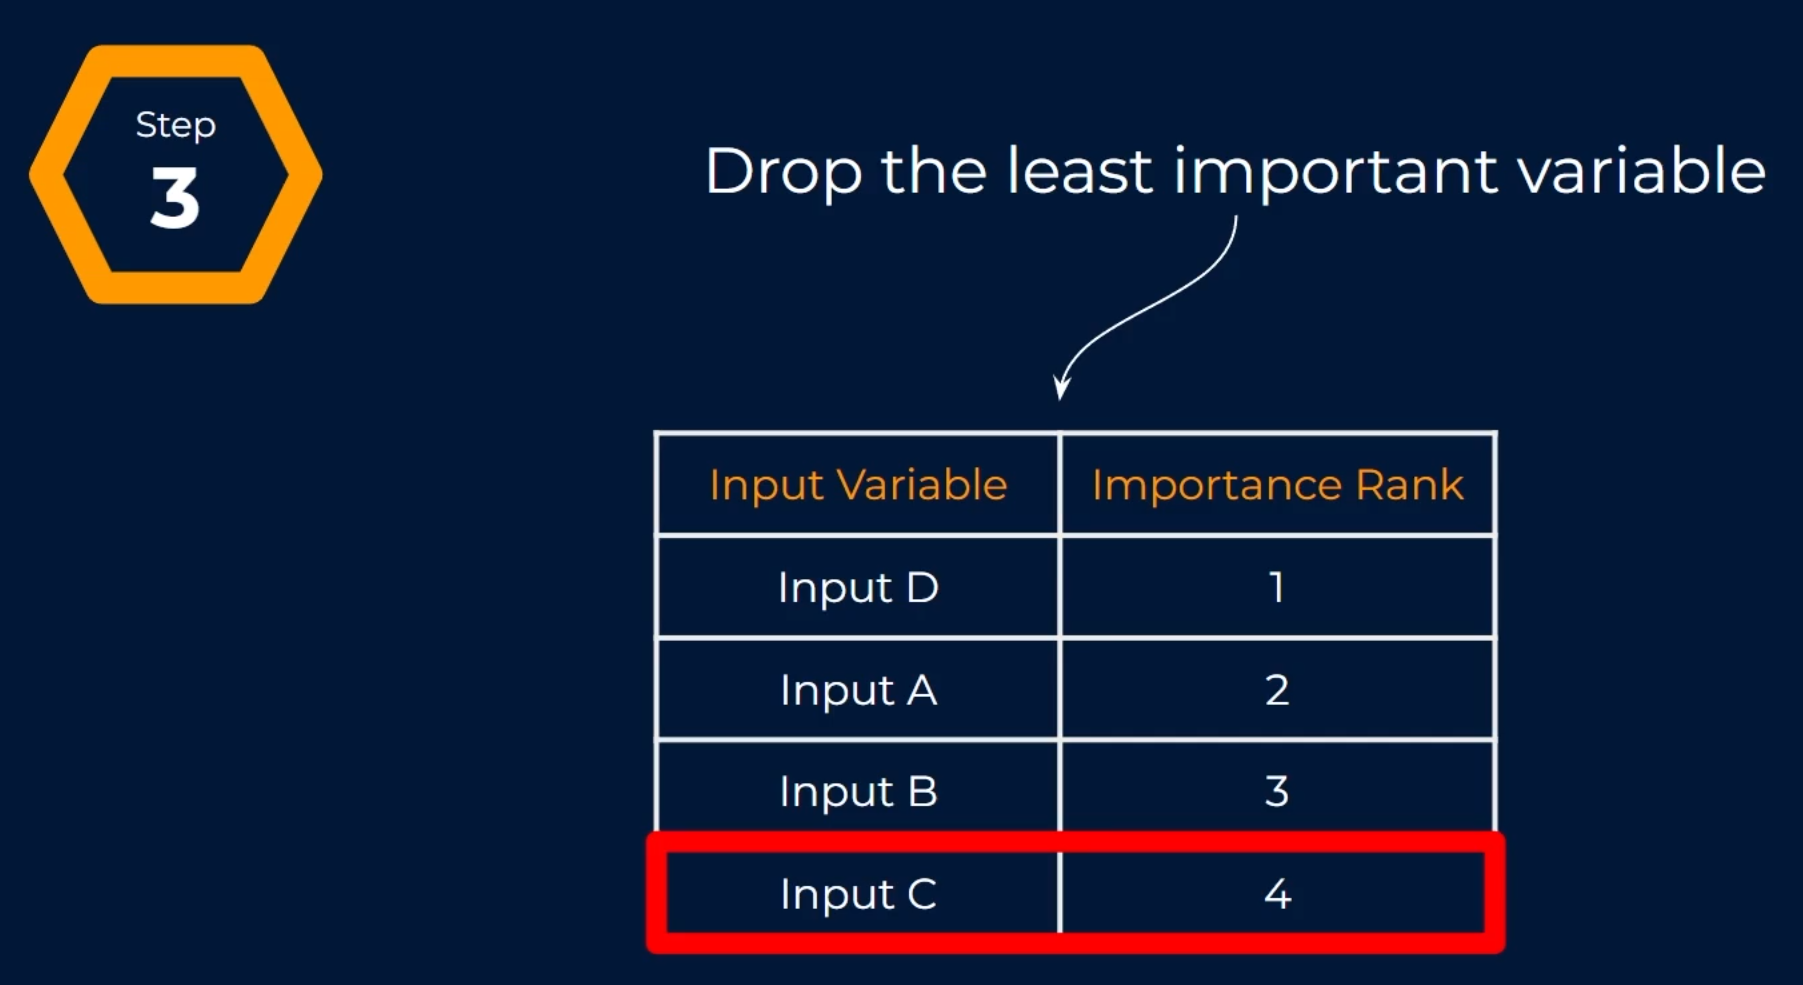 Step
3
Drop the least important variable
Input Variable Importance Rank
Input D 1
Input A 2
Input B 3
Input C 4